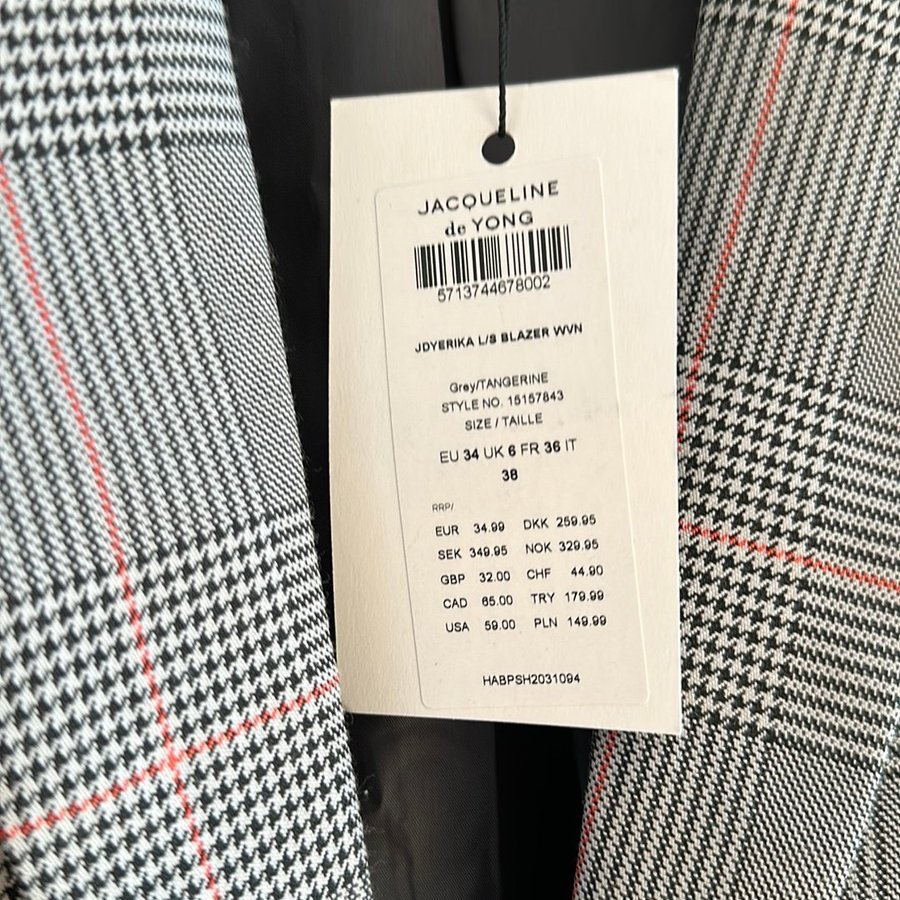 JACQUELINE
de YONG
5713744678002
JDYERIKA L/S BLAZER WVN
Grey/TANGERINE
STYLE NO. 15157843
SIZE / TAILLE
EU 34 UK 6 FR 36 IT
38
RRP/
EUR 34.99 DKK 259.95
SEK 349.95 NOK 329.95
GBP 32.00 CHF 44.90
CAD 65.00 TRY 179.99
USA 59.00 PLN 149.99
HABPSH2031094